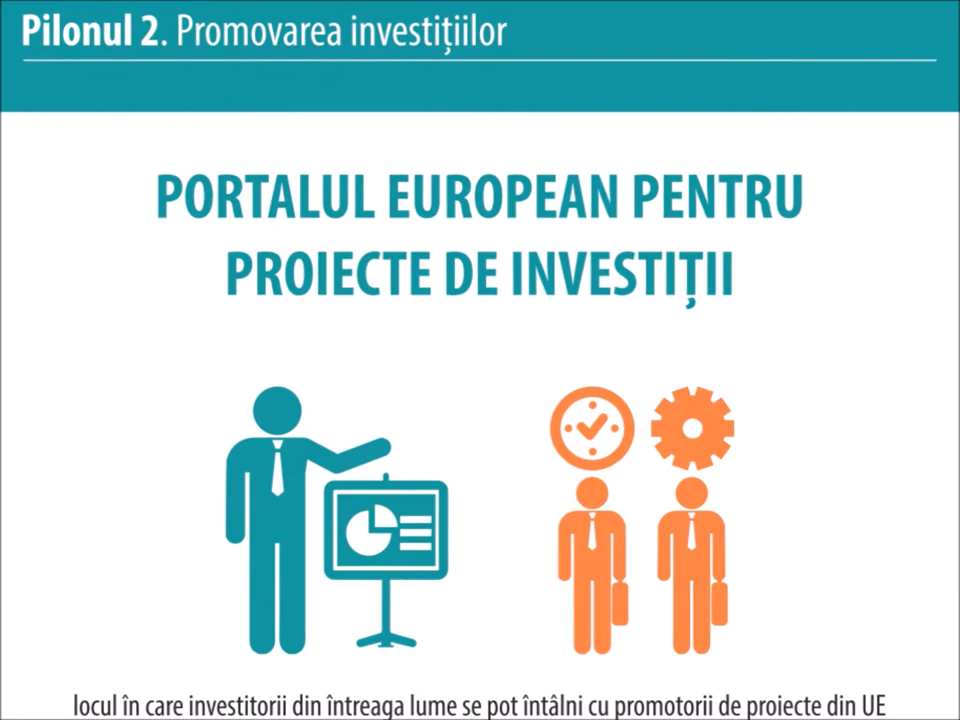 Pilonul 2. Promovarea investițiilor
PORTALUL EUROPEAN PENTRU
PROIECTE DE INVESTIȚII
locul în care investitorii din întreaga lume se pot întâlni cu promotorii de proiecte din UE